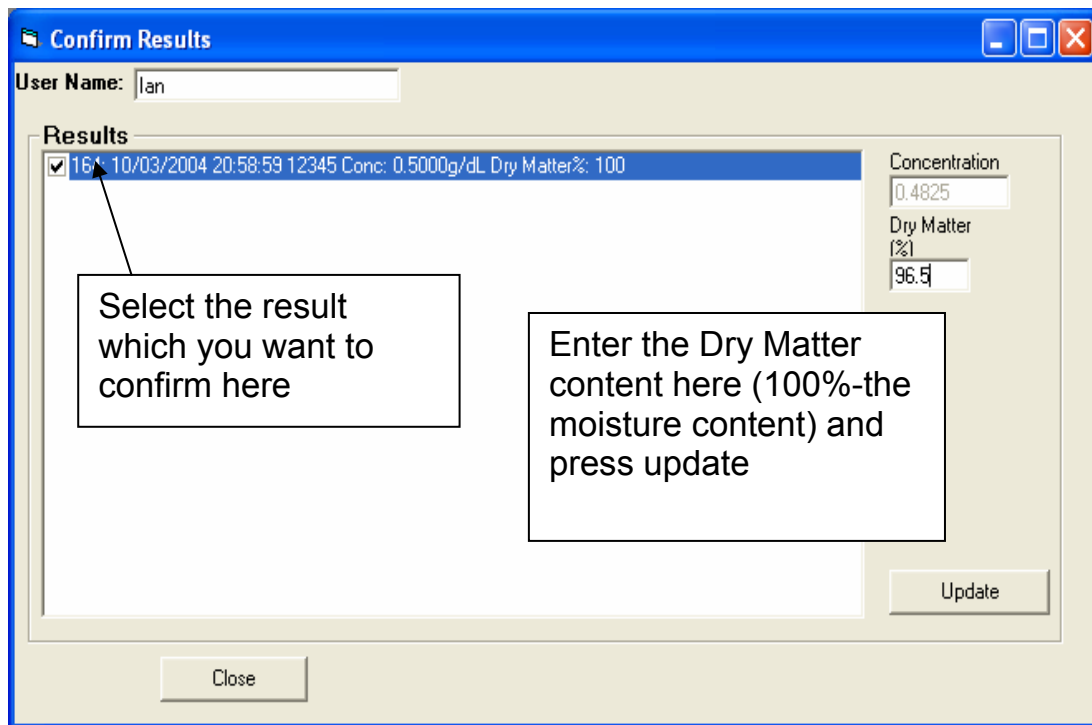 Confirm Results
User Name: Ian
Results
10/03/2004 20:58:59 12345 Conc: 0.5000g/dL Dry Matter%: 100
Concentration
0.4825
Dry Matter
(%)
96.5
Select the result
which you want to
confirm here
Enter the Dry Matter
content here (100%-the
moisture content) and
press update
Update
Close